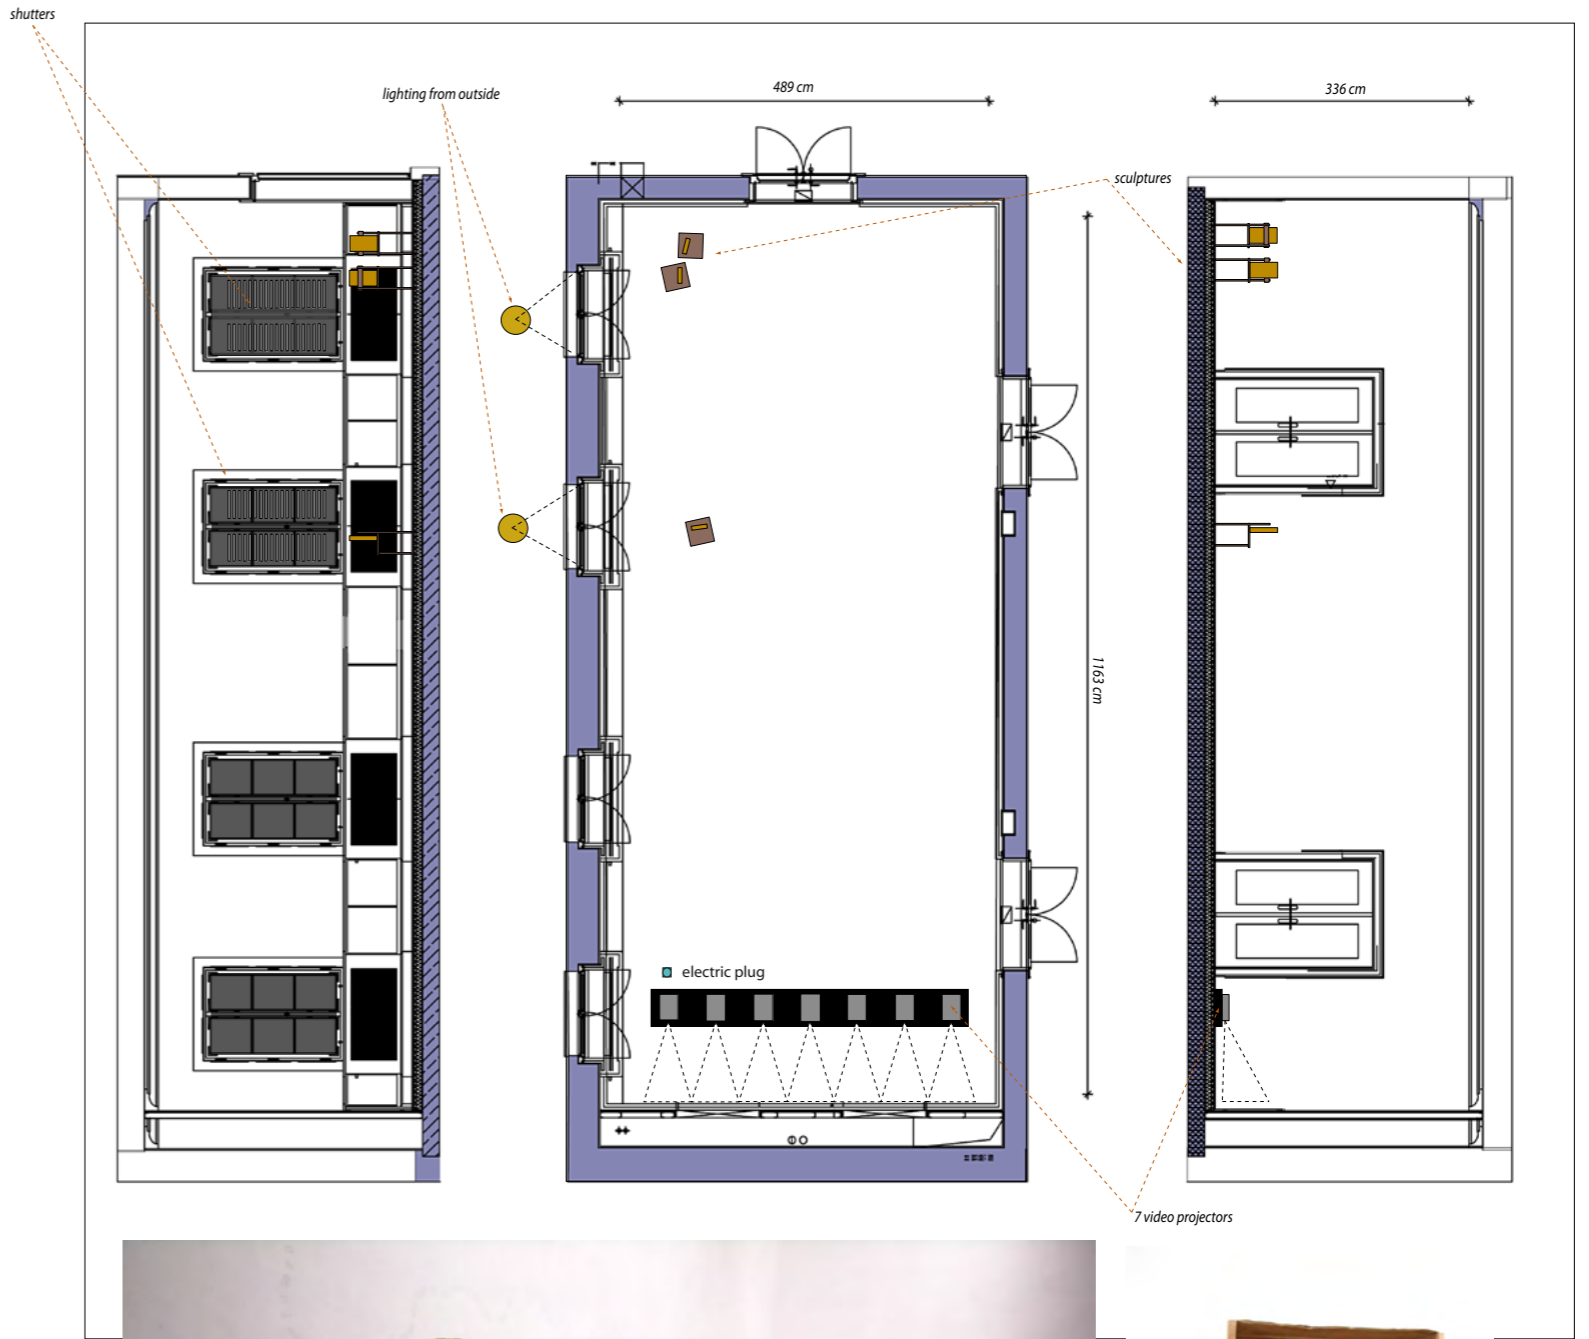 shutters
lighting from outside
489 cm
336 cm
sculptures
1163 cm
electric plug
7 video projectors